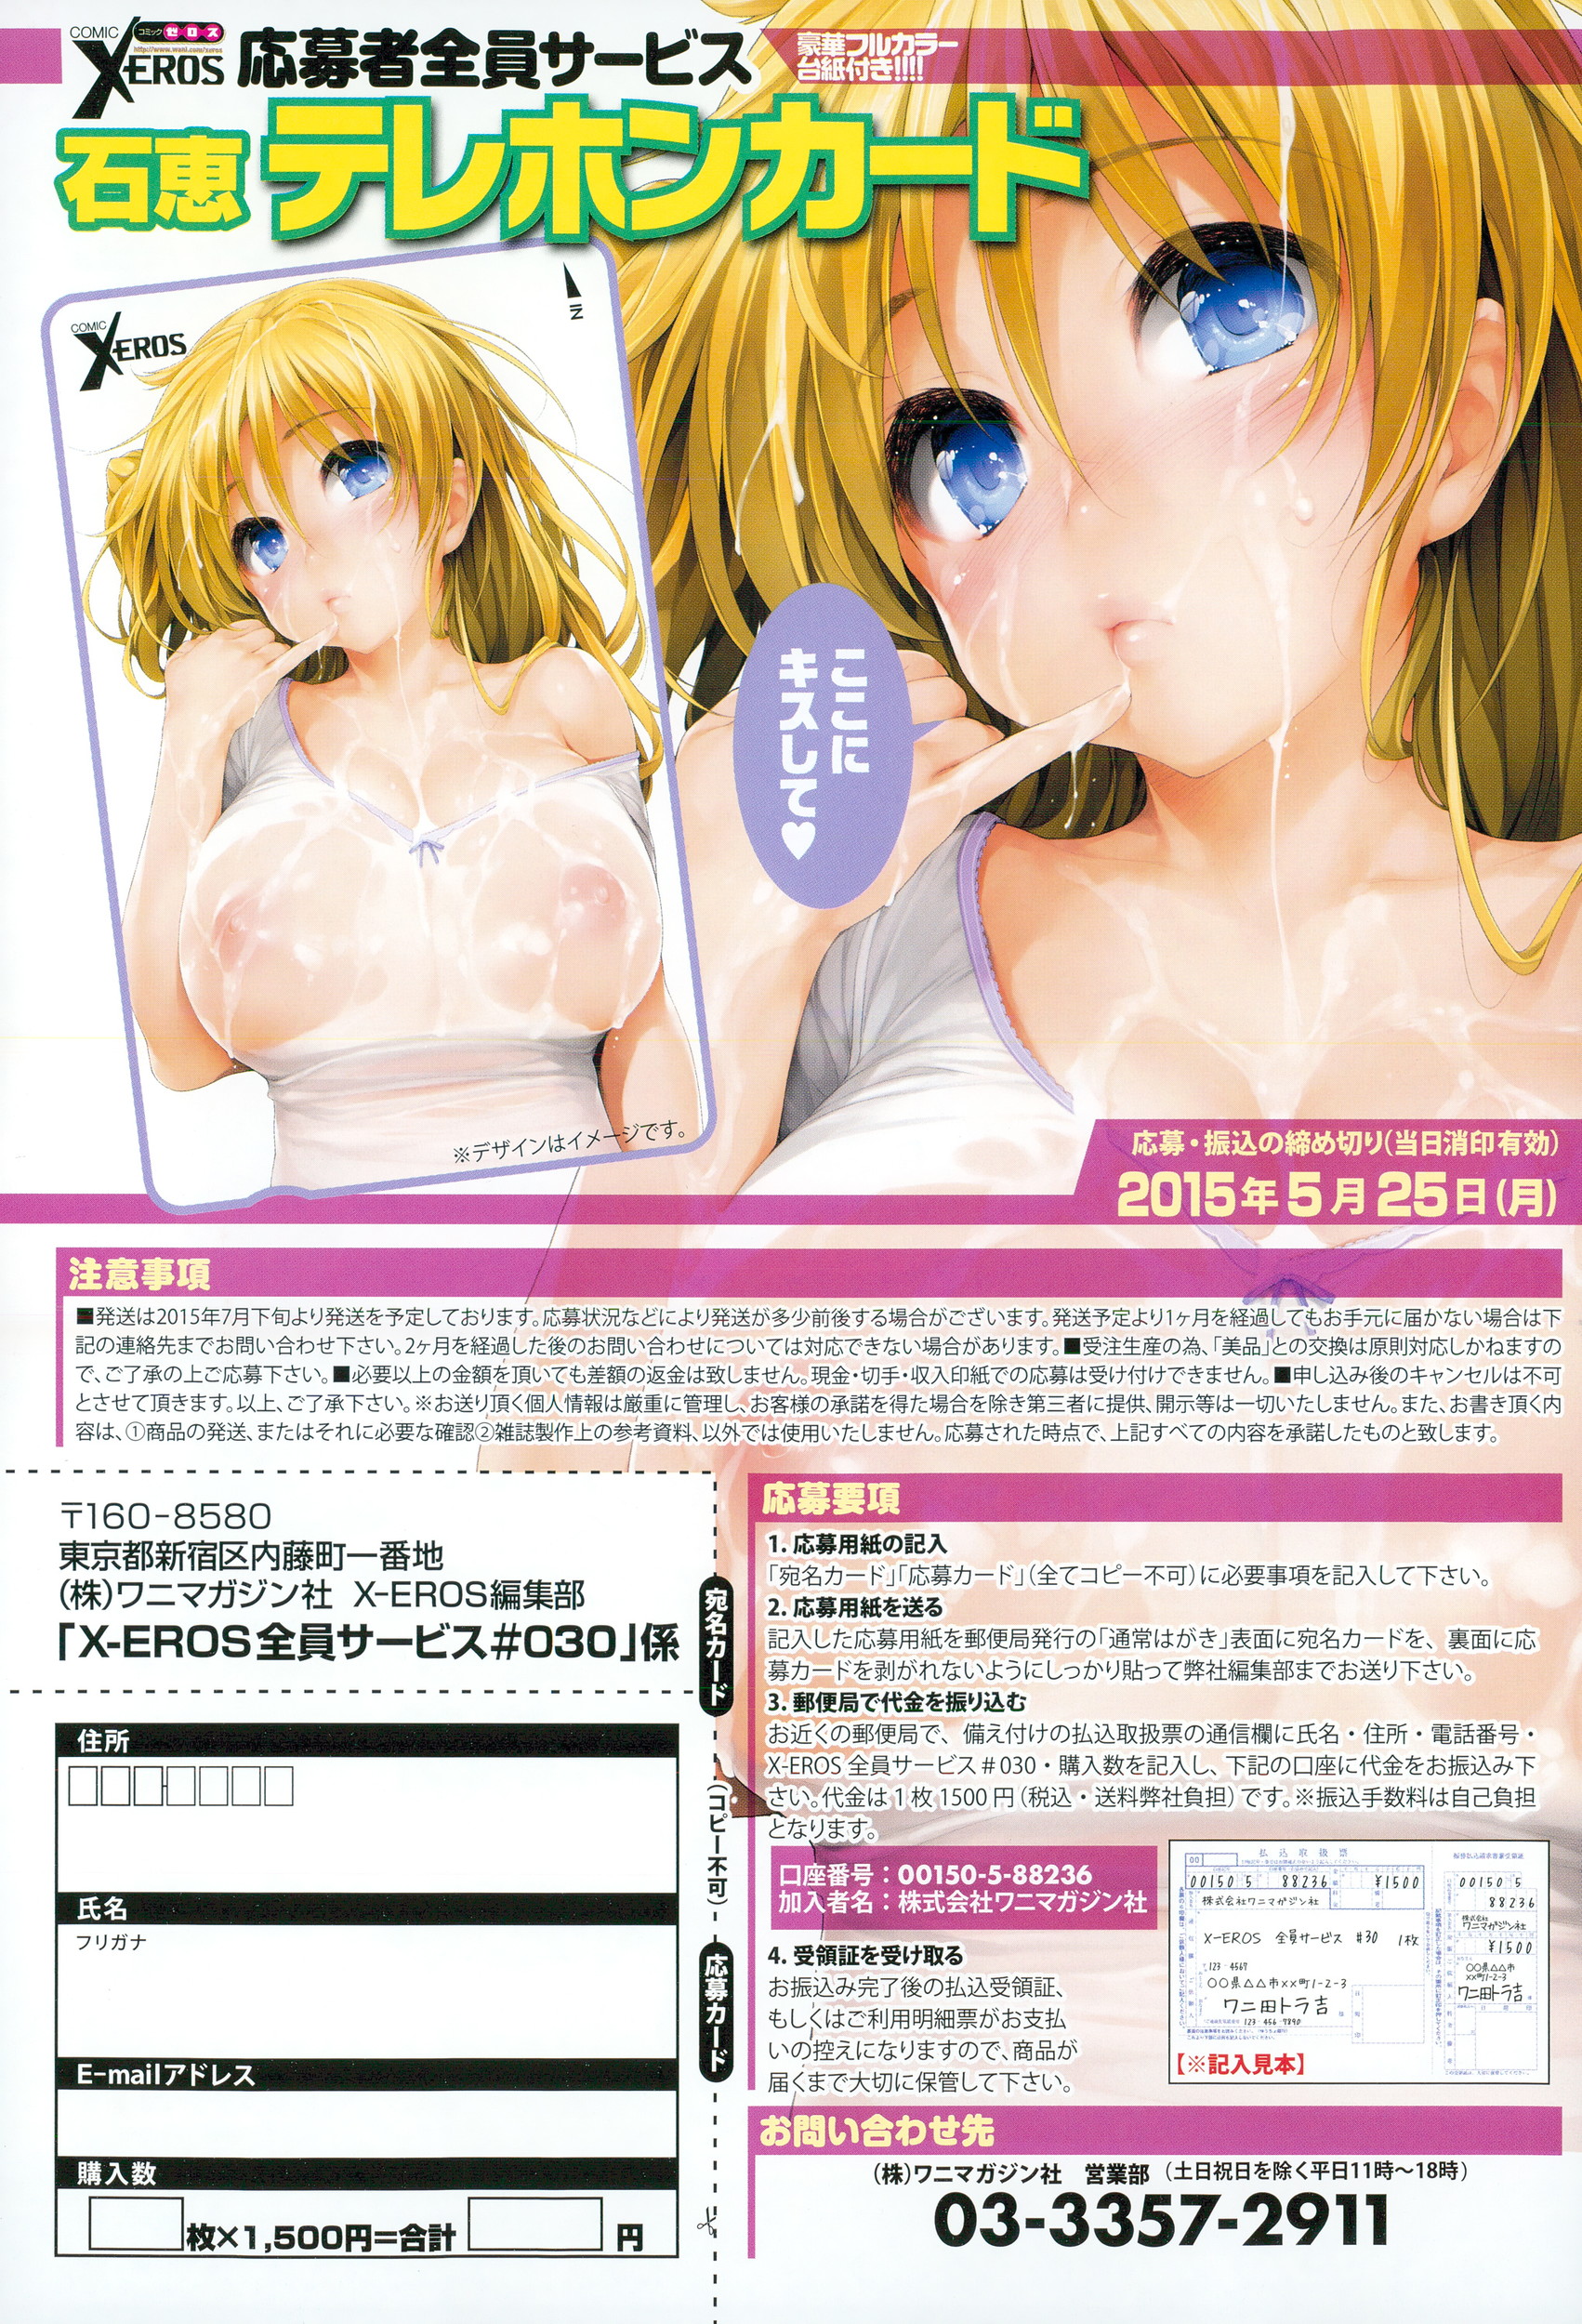 COMIC
コミックゼロス
http://www.wani.com/xeros
X-EROS
応募者全員サービス
豪華フルカラー
台紙付き!!!!
石恵 テレホンカード
IN
COMIC
X-EROS
ここに
キスして♥
※デザインはイメージです。
応募・振込の締め切り(当日消印有効)
2015年5月25日(月)
注意事項
■発送は2015年7月下旬より発送を予定しております。応募状況などにより発送が多少前後する場合がございます。発送予定より1ヶ月を経過してもお手元に届かない場合は下
記の連絡先までお問い合わせ下さい。2ヶ月を経過した後のお問い合わせについては対応できない場合があります。■受注生産の為、「美品」との交換は原則対応しかねますの
で、ご了承の上ご応募下さい。■必要以上の金額を頂いても差額の返金は致しません。現金・切手・収入印紙での応募は受け付けできません。■申し込み後のキャンセルは不可
とさせて頂きます。以上、ご了承下さい。※お送り頂く個人情報は厳重に管理し、お客様の承諾を得た場合を除き第三者に提供、開示等は一切いたしません。また、お書き頂く内
容は、①商品の発送、またはそれに必要な確認②雑誌製作上の参考資料、以外では使用いたしません。応募された時点で、上記すべての内容を承諾したものと致します。
〒160-8580
東京都新宿区内藤町一番地
(株)ワニマガジン社 X-EROS編集部
「X-EROS全員サービス#030」係
宛名カード
(コピー不可)
応募カード
住所
氏名
フリガナ
E-mailアドレス
購入数
枚×1,500円=合計 円
応募要項
1. 応募用紙の記入
「宛名カード」「応募カード」(全てコピー不可)に必要事項を記入して下さい。
2. 応募用紙を送る
記入した応募用紙を郵便局発行の「通常はがき」表面に宛名カードを、裏面に応
募カードを剥がれないようにしっかり貼って弊社編集部までお送り下さい。
3. 郵便局で代金を振り込む
お近くの郵便局で、備え付けの払込取扱票の通信欄に氏名・住所・電話番号・
X-EROS 全員サービス#030・購入数を記入し、下記の口座に代金をお振込み下
さい。代金は1枚1500円(税込・送料弊社負担)です。※振込手数料は自己負担
となります。
口座番号:00150-5-88236
加入者名:株式会社ワニマガジン社
4. 受領証を受け取る
お振込み完了後の払込受領証、
もしくはご利用明細票がお支払
いの控えになりますので、商品が
届くまで大切に保管して下さい。
払込取扱票
00
00150 5 88236 ¥1500
株式会社ワニマガジン社
X-EROS 全員サービス #30 1枚
〒123-4567
○○県△△市××町1-2-3
ワニ田トラ吉
123-456-7890
00150 5
88236
株式会社
ワニマガジン社
¥1500
○○県△△市
××町1-2-3
ワニ田トラ吉
【※記入見本】
お問い合わせ先
(株)ワニマガジン社 営業部 (土日祝日を除く平日11時〜18時)
03-3357-2911